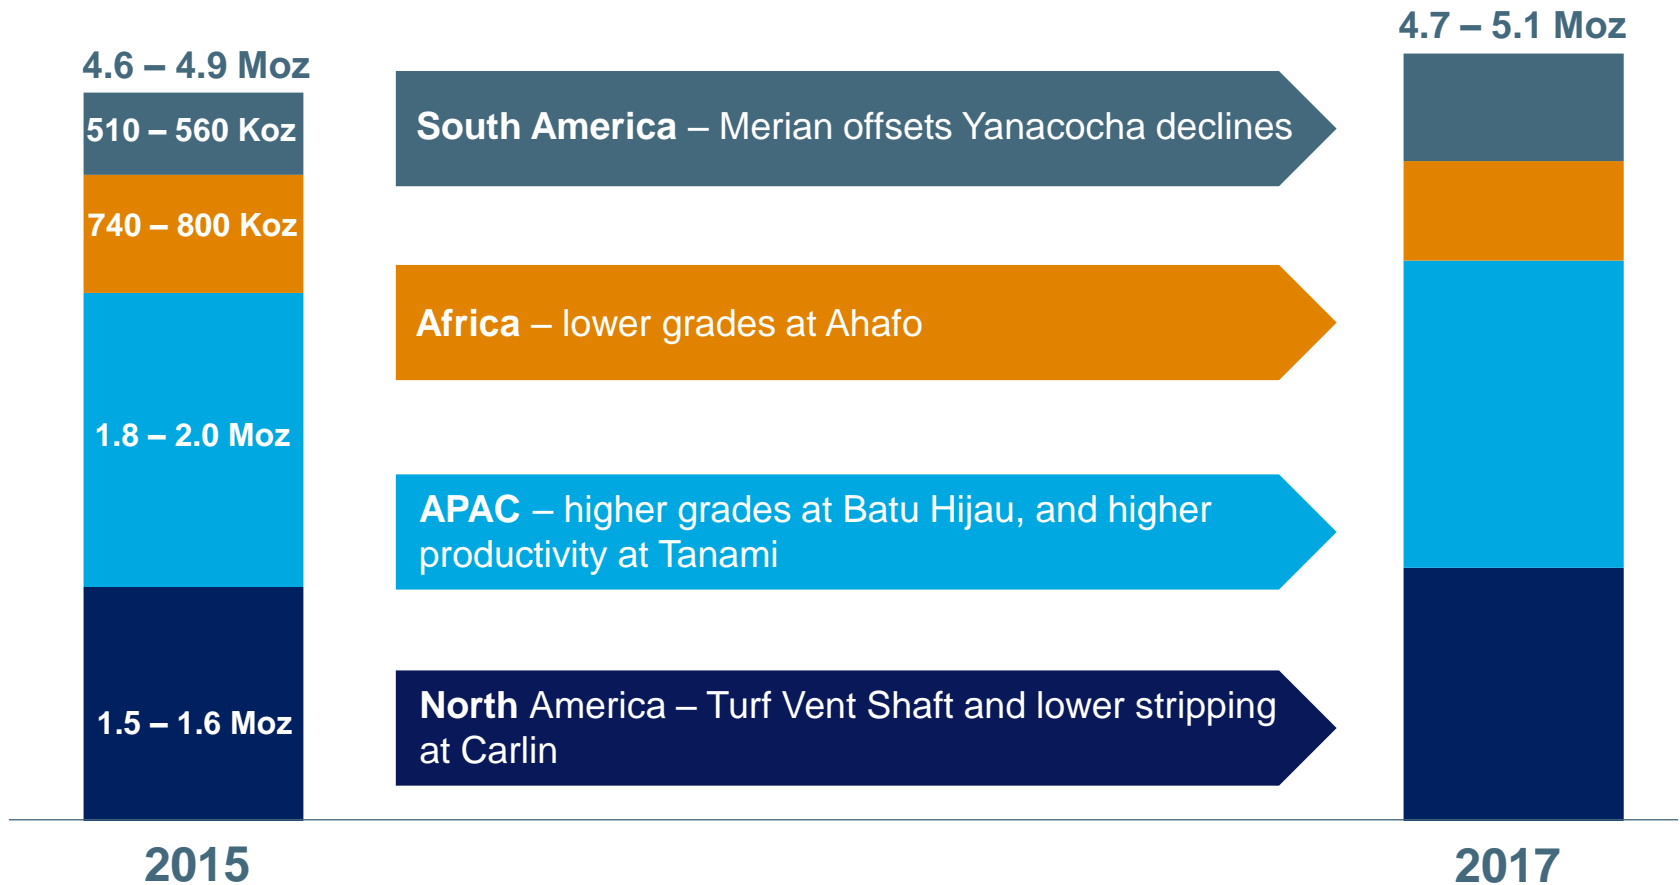 4.6 – 4.9 Moz
510 – 560 Koz
740 – 800 Koz
1.8 – 2.0 Moz
1.5 – 1.6 Moz
2015
South America – Merian offsets Yanacocha declines
Africa – lower grades at Ahafo
APAC – higher grades at Batu Hijau, and higher
productivity at Tanami
North America – Turf Vent Shaft and lower stripping
at Carlin
4.7 – 5.1 Moz
2017